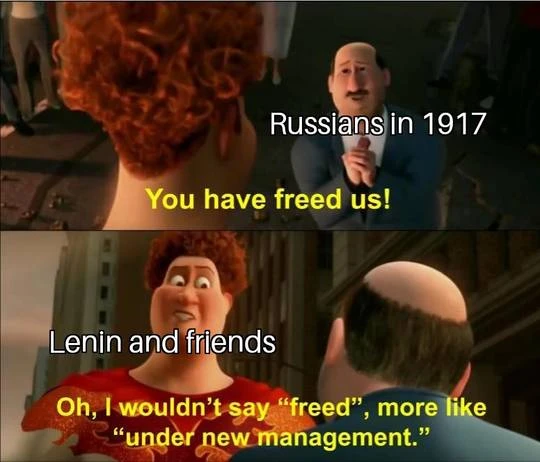 Russians in 1917
You have freed us!
Lenin and friends
Oh, I wouldn’t say “freed”, more like
“under new management.”